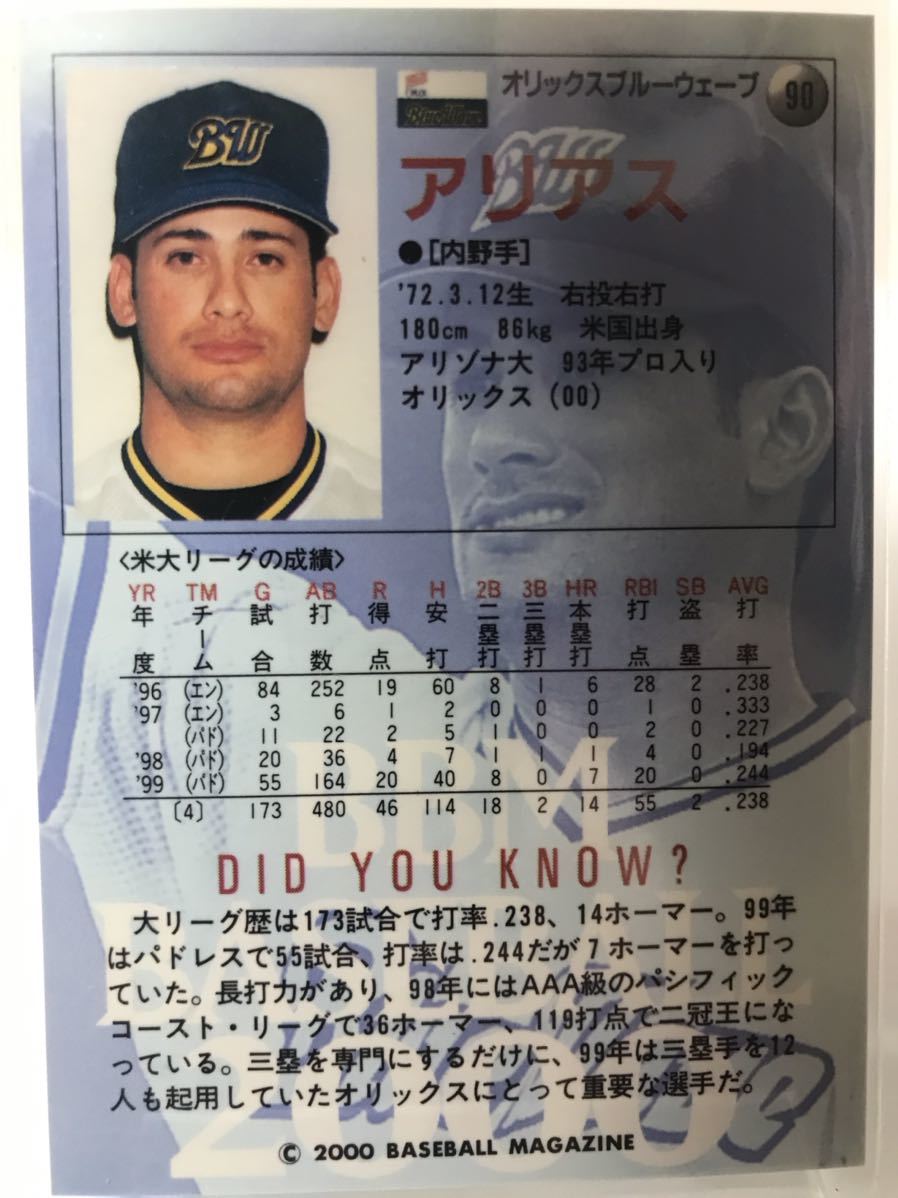 オリックスブルーウェーブ 90
BW
アリアス
●[内野手]
'72.3.12生 右投右打
180cm 86kg 米国出身
アリゾナ大 93年プロ入り
オリックス(00)
〈米大リーグの成績〉
YR TM G AB R H 2B 3B HR RBI SB AVG
年度 チーム 試合 打数 得点 安打 二塁打 三塁打 本塁打 打点 盗塁 打率
'96 (エン) 84 252 19 60 8 1 6 28 2 .238
'97 (エン) 3 6 1 2 0 0 0 1 0 .333
(パド) 11 22 2 5 1 0 0 2 0 .227
'98 (パド) 20 36 4 7 1 1 1 4 0 .194
'99 (パド) 55 164 20 40 8 0 7 20 0 .244
〔4〕 173 480 46 114 18 2 14 55 2 .238
BBM
BASEBALL
2000
DID YOU KNOW?
大リーグ歴は173試合で打率.238、14ホーマー。99年
はパドレスで55試合、打率は.244だが7ホーマーを打っ
ていた。長打力があり、98年にはAAA級のパシフィック
コースト・リーグで36ホーマー、119打点で二冠王にな
っている。三塁を専門にするだけに、99年は三塁手を12
人も起用していたオリックスにとって重要な選手だ。
© 2000 BASEBALL MAGAZINE